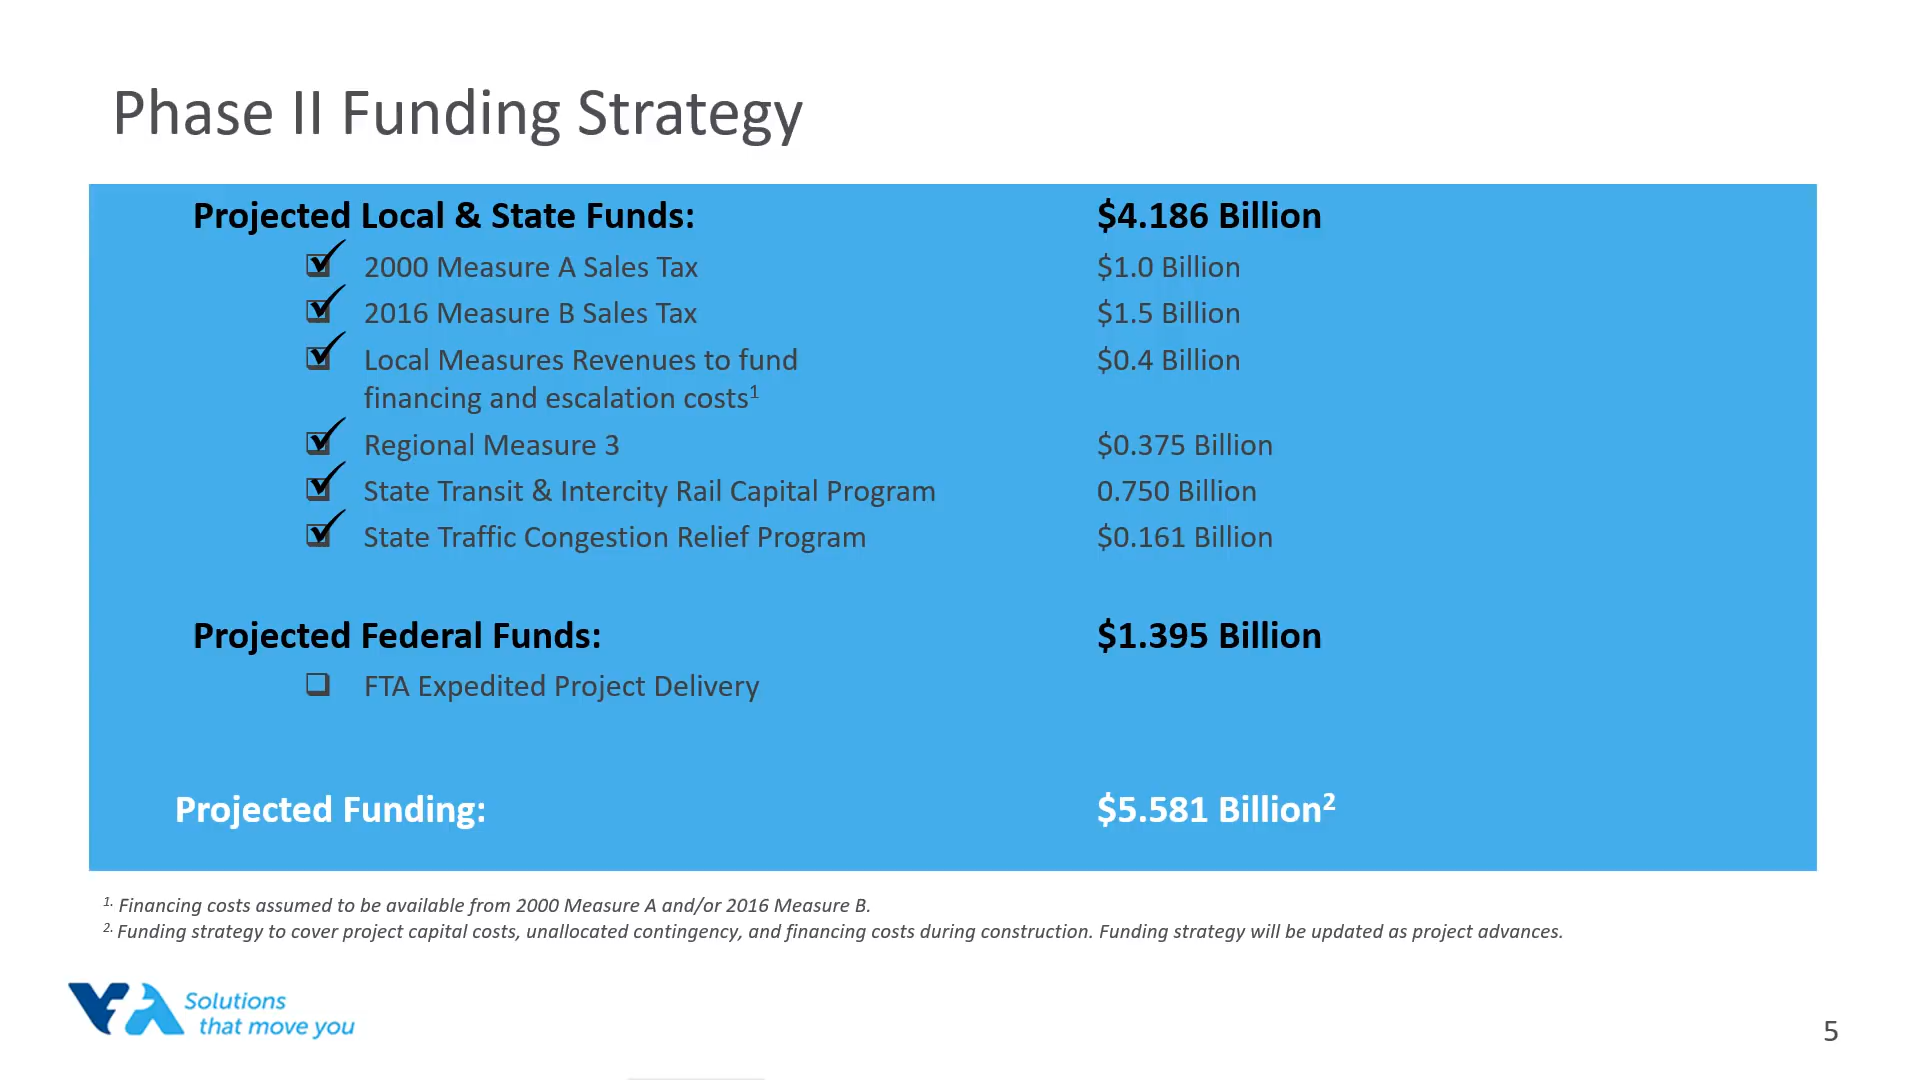 Phase II Funding Strategy
Projected Local & State Funds: $4.186 Billion
2000 Measure A Sales Tax $1.0 Billion
2016 Measure B Sales Tax $1.5 Billion
Local Measures Revenues to fund $0.4 Billion
financing and escalation costs¹
Regional Measure 3 $0.375 Billion
State Transit & Intercity Rail Capital Program 0.750 Billion
State Traffic Congestion Relief Program $0.161 Billion
Projected Federal Funds: $1.395 Billion
FTA Expedited Project Delivery
Projected Funding: $5.581 Billion²
1. Financing costs assumed to be available from 2000 Measure A and/or 2016 Measure B.
2. Funding strategy to cover project capital costs, unallocated contingency, and financing costs during construction. Funding strategy will be updated as project advances.
VTA Solutions
that move you
5